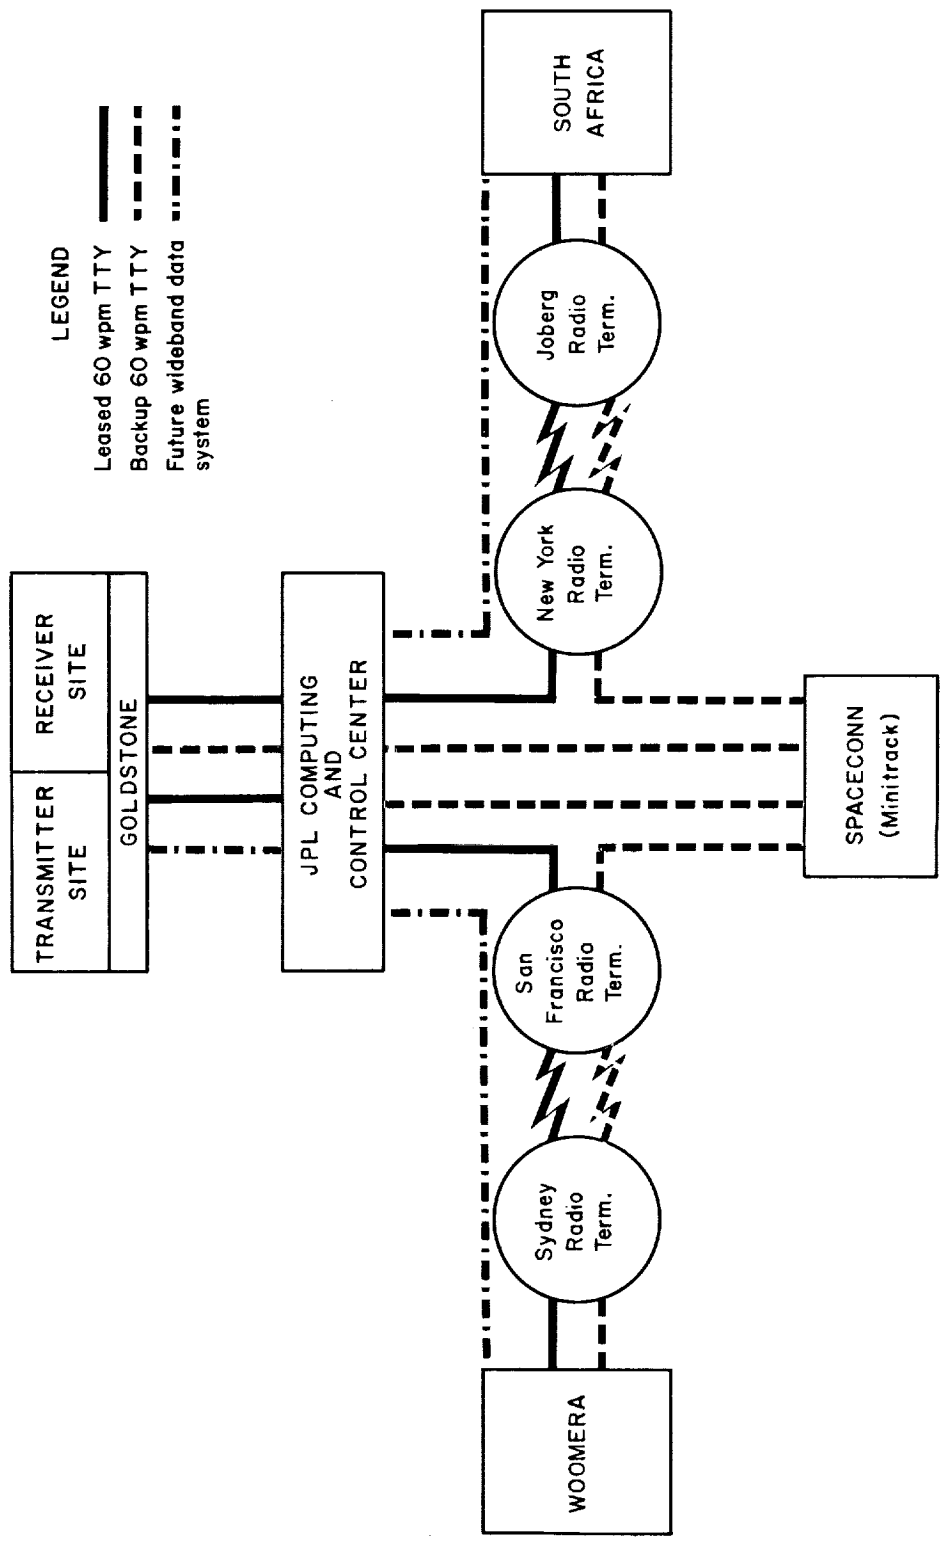 LEGEND
Leased 60 wpm TTY
Backup 60 wpm TTY
Future wideband data
system
TRANSMITTER
SITE
RECEIVER
SITE
GOLDSTONE
JPL COMPUTING
AND
CONTROL CENTER
WOOMERA
Sydney
Radio
Term.
San
Francisco
Radio
Term.
New York
Radio
Term.
Joberg
Radio
Term.
SOUTH
AFRICA
SPACECONN
(Minitrack)